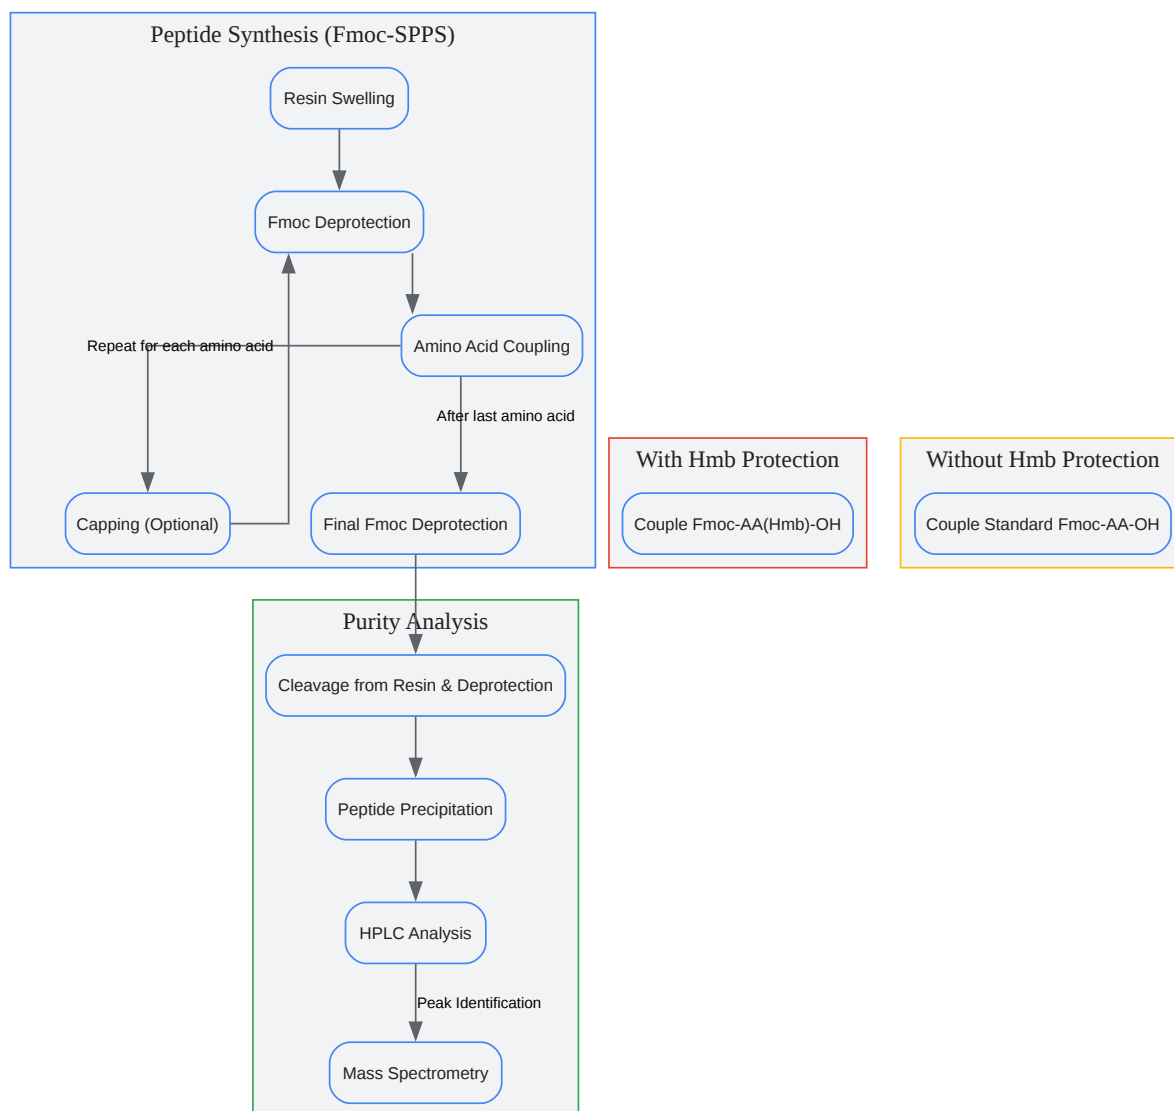 Peptide Synthesis (Fmoc-SPPS)
Resin Swelling
Fmoc Deprotection
Repeat for each amino acid
Amino Acid Coupling
After last amino acid
Capping (Optional)
Final Fmoc Deprotection
With Hmb Protection
Couple Fmoc-AA(Hmb)-OH
Without Hmb Protection
Couple Standard Fmoc-AA-OH
Purity Analysis
Cleavage from Resin & Deprotection
Peptide Precipitation
HPLC Analysis
Peak Identification
Mass Spectrometry